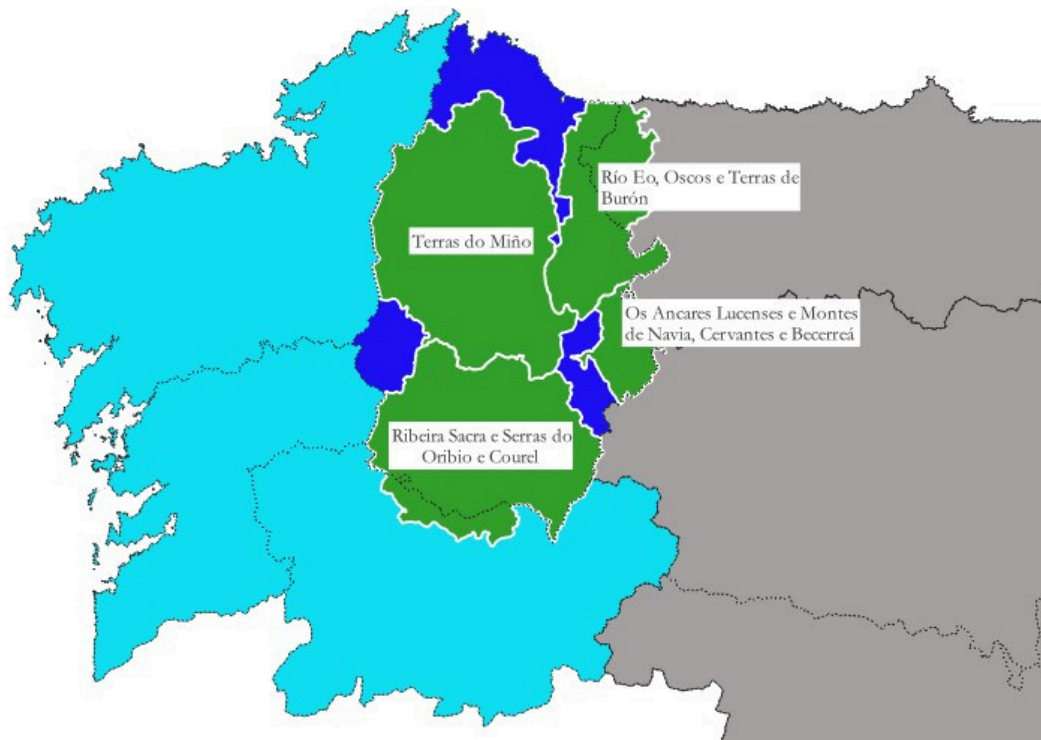 Río Eo, Oscos e Terras de
Burón
Terras do Miño
Os Ancares Lucenses e Montes
de Navia, Cervantes e Becerreá
Ribeira Sacra e Serras do
Oribio e Courel